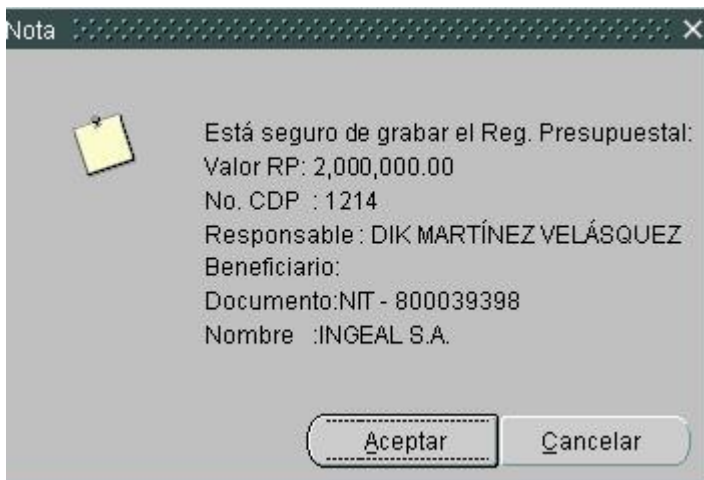 Nota
Está seguro de grabar el Reg. Presupuestal:
Valor RP: 2,000,000.00
No. CDP : 1214
Responsable : DIK MARTÍNEZ VELÁSQUEZ
Beneficiario:
Documento:NIT - 800039398
Nombre :INGEAL S.A.
Aceptar Cancelar